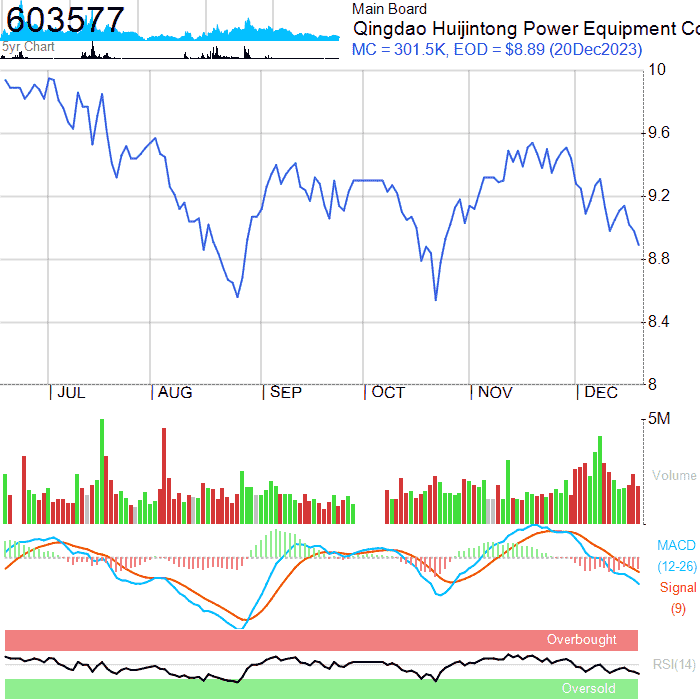 603577
5yr Chart
Main Board
Qingdao Huijintong Power Equipment Co
MC = 301.5K, EOD = $8.89 (20Dec2023)
10
9.6
9.2
8.8
8.4
8
JUL AUG SEP OCT NOV DEC
5M
Volume
MACD
(12-26)
Signal
(9)
Overbought
RSI(14)
Oversold